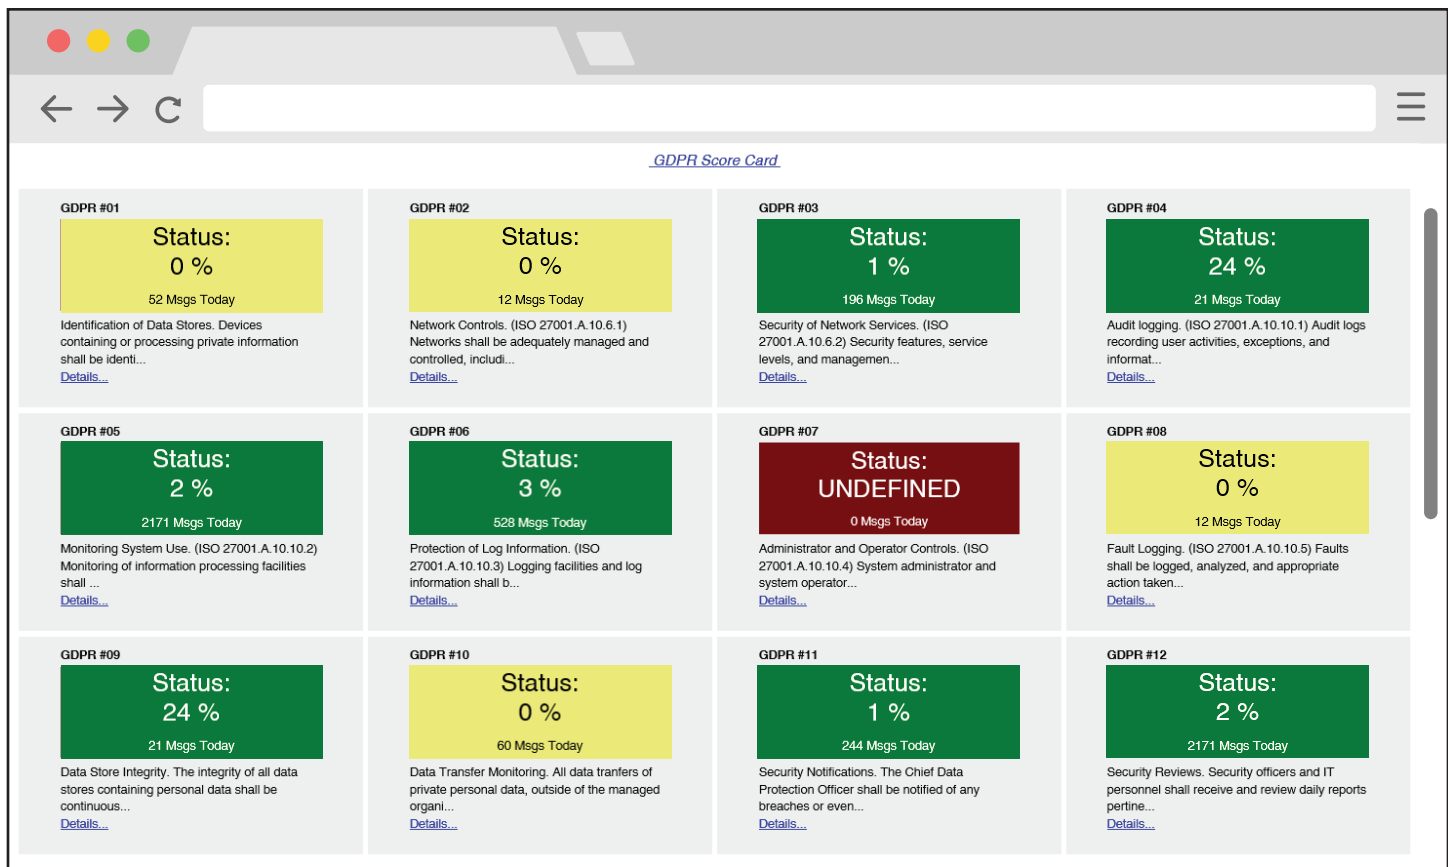 GDPR Score Card
GDPR #01
Status:
0 %
52 Msgs Today
Identification of Data Stores. Devices
containing or processing private information
shall be identi...
Details...
GDPR #02
Status:
0 %
12 Msgs Today
Network Controls. (ISO 27001.A.10.6.1)
Networks shall be adequately managed and
controlled, includi...
Details...
GDPR #03
Status:
1 %
196 Msgs Today
Security of Network Services. (ISO
27001.A.10.6.2) Security features, service
levels, and managemen...
Details...
GDPR #04
Status:
24 %
21 Msgs Today
Audit logging. (ISO 27001.A.10.10.1) Audit logs
recording user activities, exceptions, and
informat...
Details...
GDPR #05
Status:
2 %
2171 Msgs Today
Monitoring System Use. (ISO 27001.A.10.10.2)
Monitoring of information processing facilities
shall ...
Details...
GDPR #06
Status:
3 %
528 Msgs Today
Protection of Log Information. (ISO
27001.A.10.10.3) Logging facilities and log
information shall b...
Details...
GDPR #07
Status:
UNDEFINED
0 Msgs Today
Administrator and Operator Controls. (ISO
27001.A.10.10.4) System administrator and
system operator...
Details...
GDPR #08
Status:
0 %
12 Msgs Today
Fault Logging. (ISO 27001.A.10.10.5) Faults
shall be logged, analyzed, and appropriate
action taken...
Details...
GDPR #09
Status:
24 %
21 Msgs Today
Data Store Integrity. The integrity of all data
stores containing personal data shall be
continuous...
Details...
GDPR #10
Status:
0 %
60 Msgs Today
Data Transfer Monitoring. All data tranfers of
private personal data, outside of the managed
organi...
Details...
GDPR #11
Status:
1 %
244 Msgs Today
Security Notifications. The Chief Data
Protection Officer shall be notified of any
breaches or even...
Details...
GDPR #12
Status:
2 %
2171 Msgs Today
Security Reviews. Security officers and IT
personnel shall receive and review daily reports
pertine...
Details...